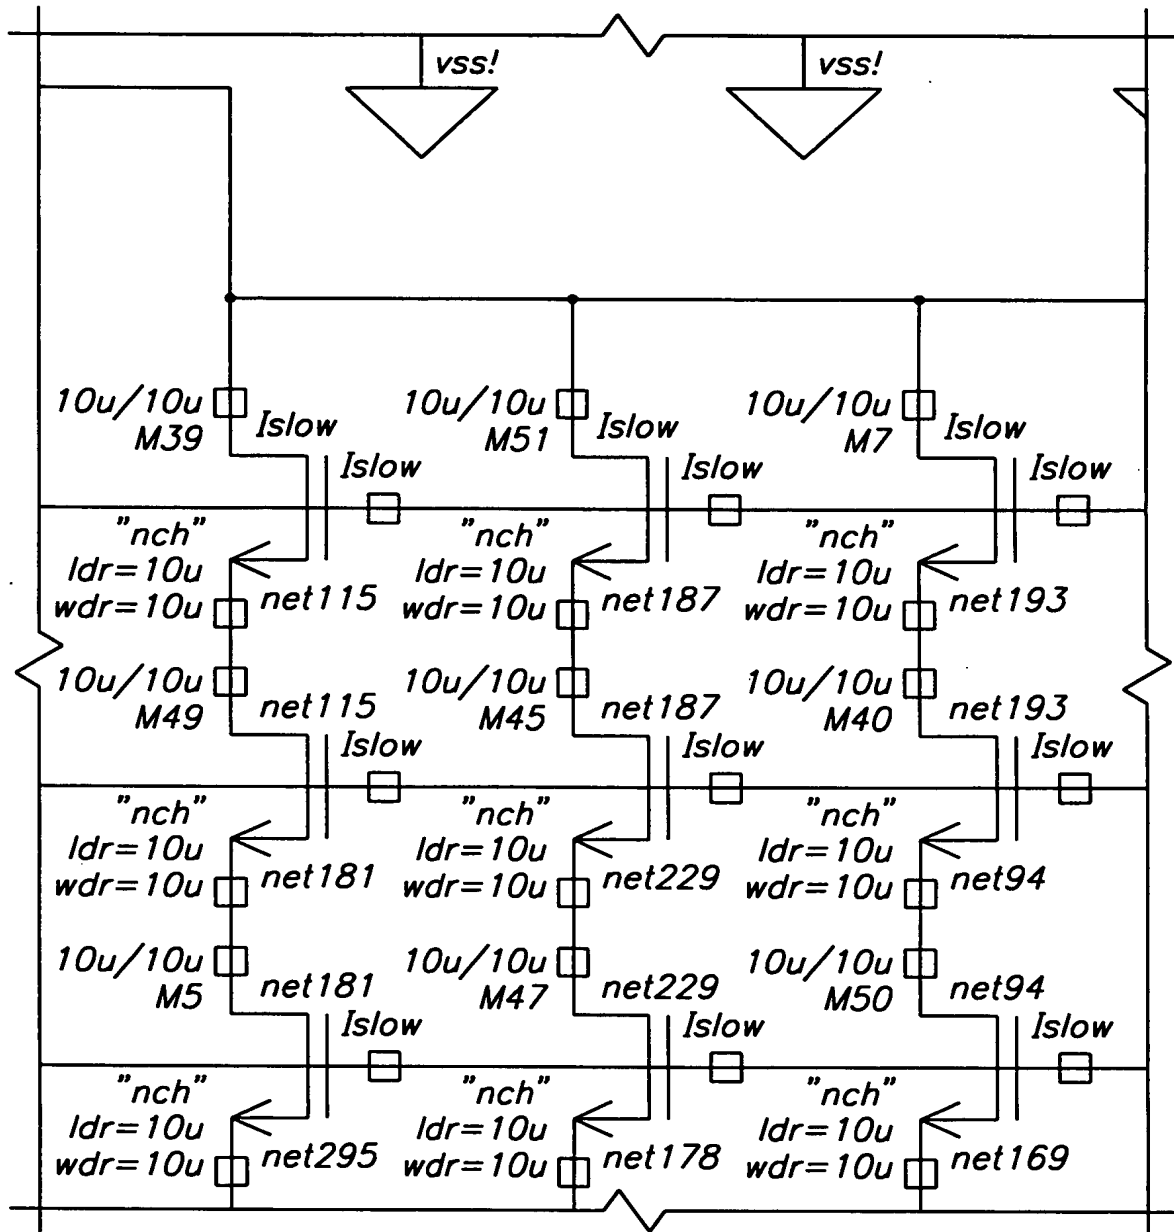 vss!
vss!
10u/10u
M39
Islow
Islow
"nch"
ldr=10u
wdr=10u
net115
10u/10u
M51
Islow
Islow
"nch"
ldr=10u
wdr=10u
net187
10u/10u
M7
Islow
Islow
"nch"
ldr=10u
wdr=10u
net193
10u/10u
M49
net115
Islow
"nch"
ldr=10u
wdr=10u
net181
10u/10u
M45
net187
Islow
"nch"
ldr=10u
wdr=10u
net229
10u/10u
M40
net193
Islow
"nch"
ldr=10u
wdr=10u
net94
10u/10u
M5
net181
Islow
"nch"
ldr=10u
wdr=10u
net295
10u/10u
M47
net229
Islow
"nch"
ldr=10u
wdr=10u
net178
10u/10u
M50
net94
Islow
"nch"
ldr=10u
wdr=10u
net169